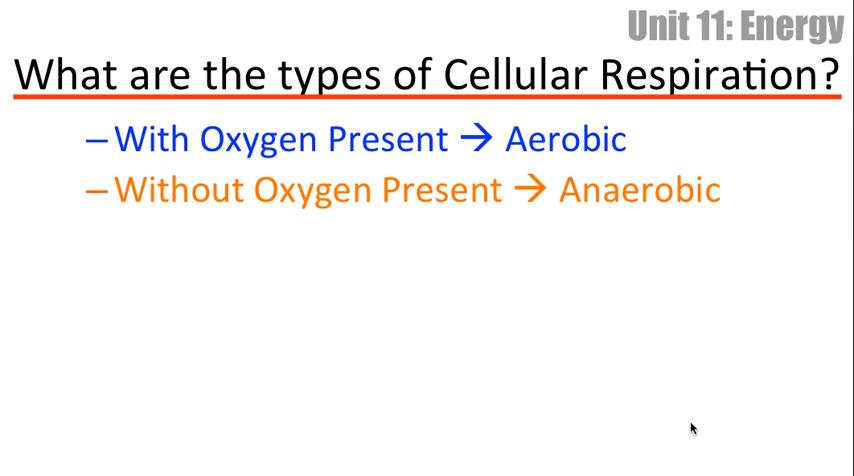 Unit 11: Energy
What are the types of Cellular Respiration?
– With Oxygen Present → Aerobic
– Without Oxygen Present → Anaerobic